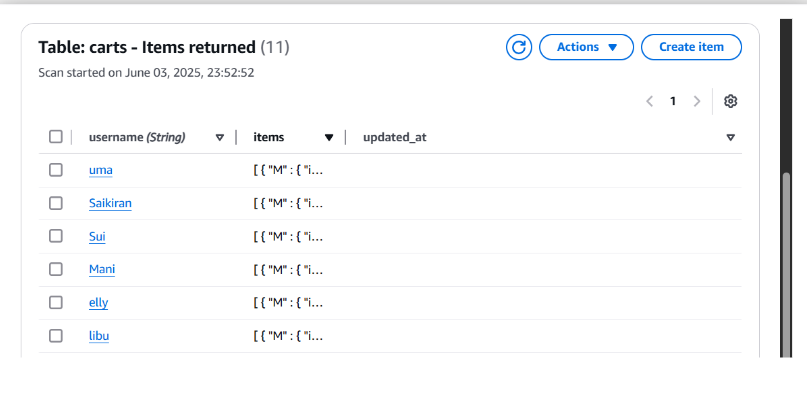 Table: carts - Items returned (11)
Actions
Create item
Scan started on June 03, 2025, 23:52:52
1
username (String) items updated_at
uma [ { "M" : { "i...
Saikiran [ { "M" : { "i...
Sui [ { "M" : { "i...
Mani [ { "M" : { "i...
elly [ { "M" : { "i...
libu [ { "M" : { "i...